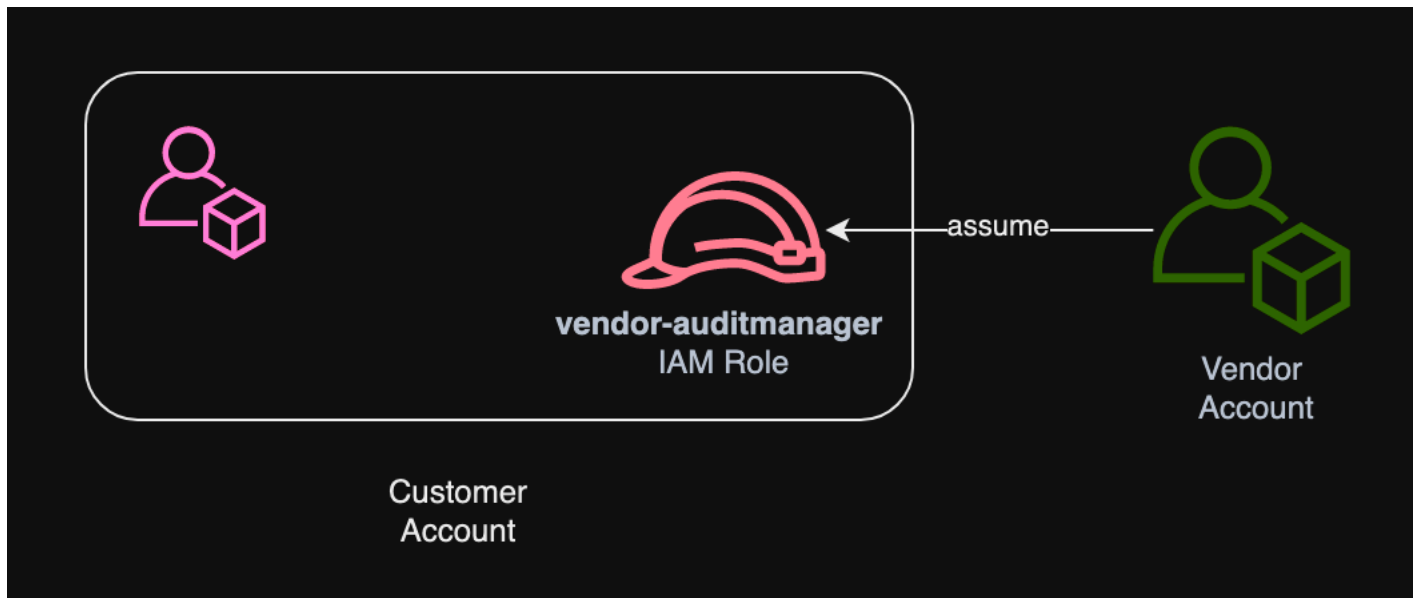 assume
vendor-auditmanager
IAM Role
Vendor
Account
Customer
Account